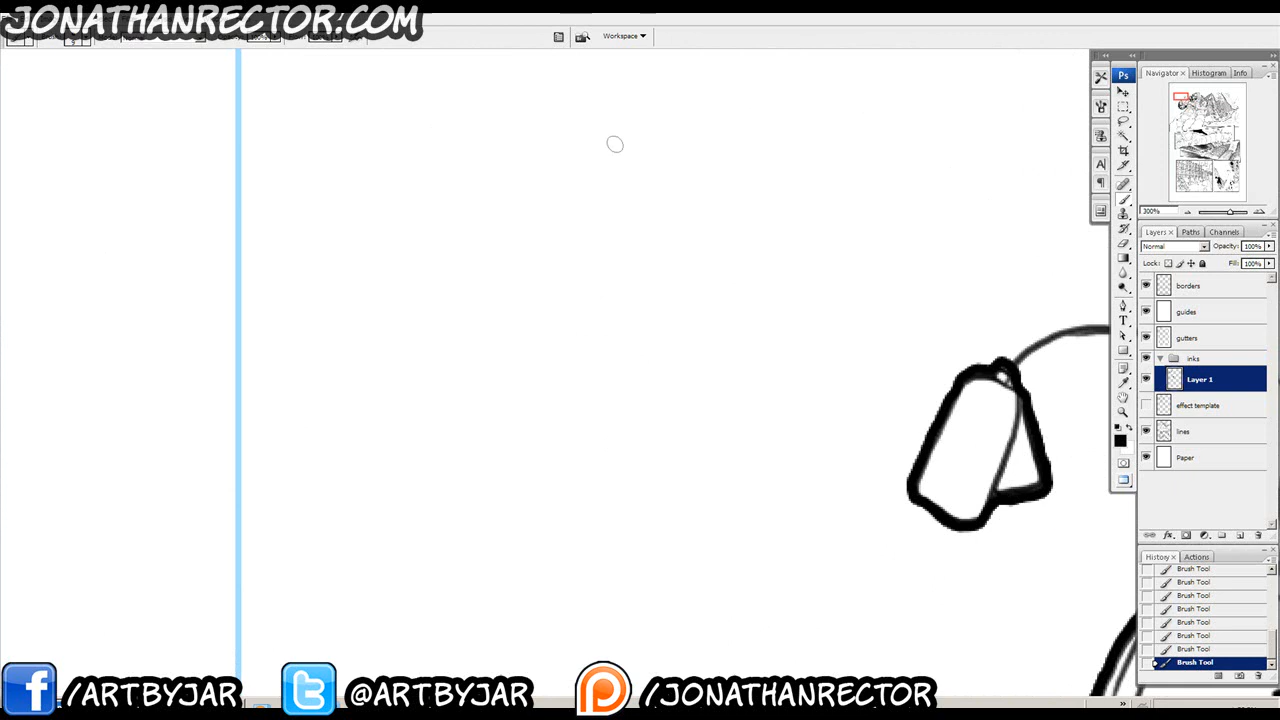 JONATHANRECTOR.COM
Workspace
Ps
Navigator Histogram Info
300%
Layers Paths Channels
Normal Opacity: 100%
Lock: Fill: 100%
borders
guides
gutters
inks
Layer 1
effect template
lines
Paper
History Actions
Brush Tool
Brush Tool
Brush Tool
Brush Tool
Brush Tool
Brush Tool
Brush Tool
Brush Tool
/ARTBYJAR @ARTBYJAR /JONATHANRECTOR